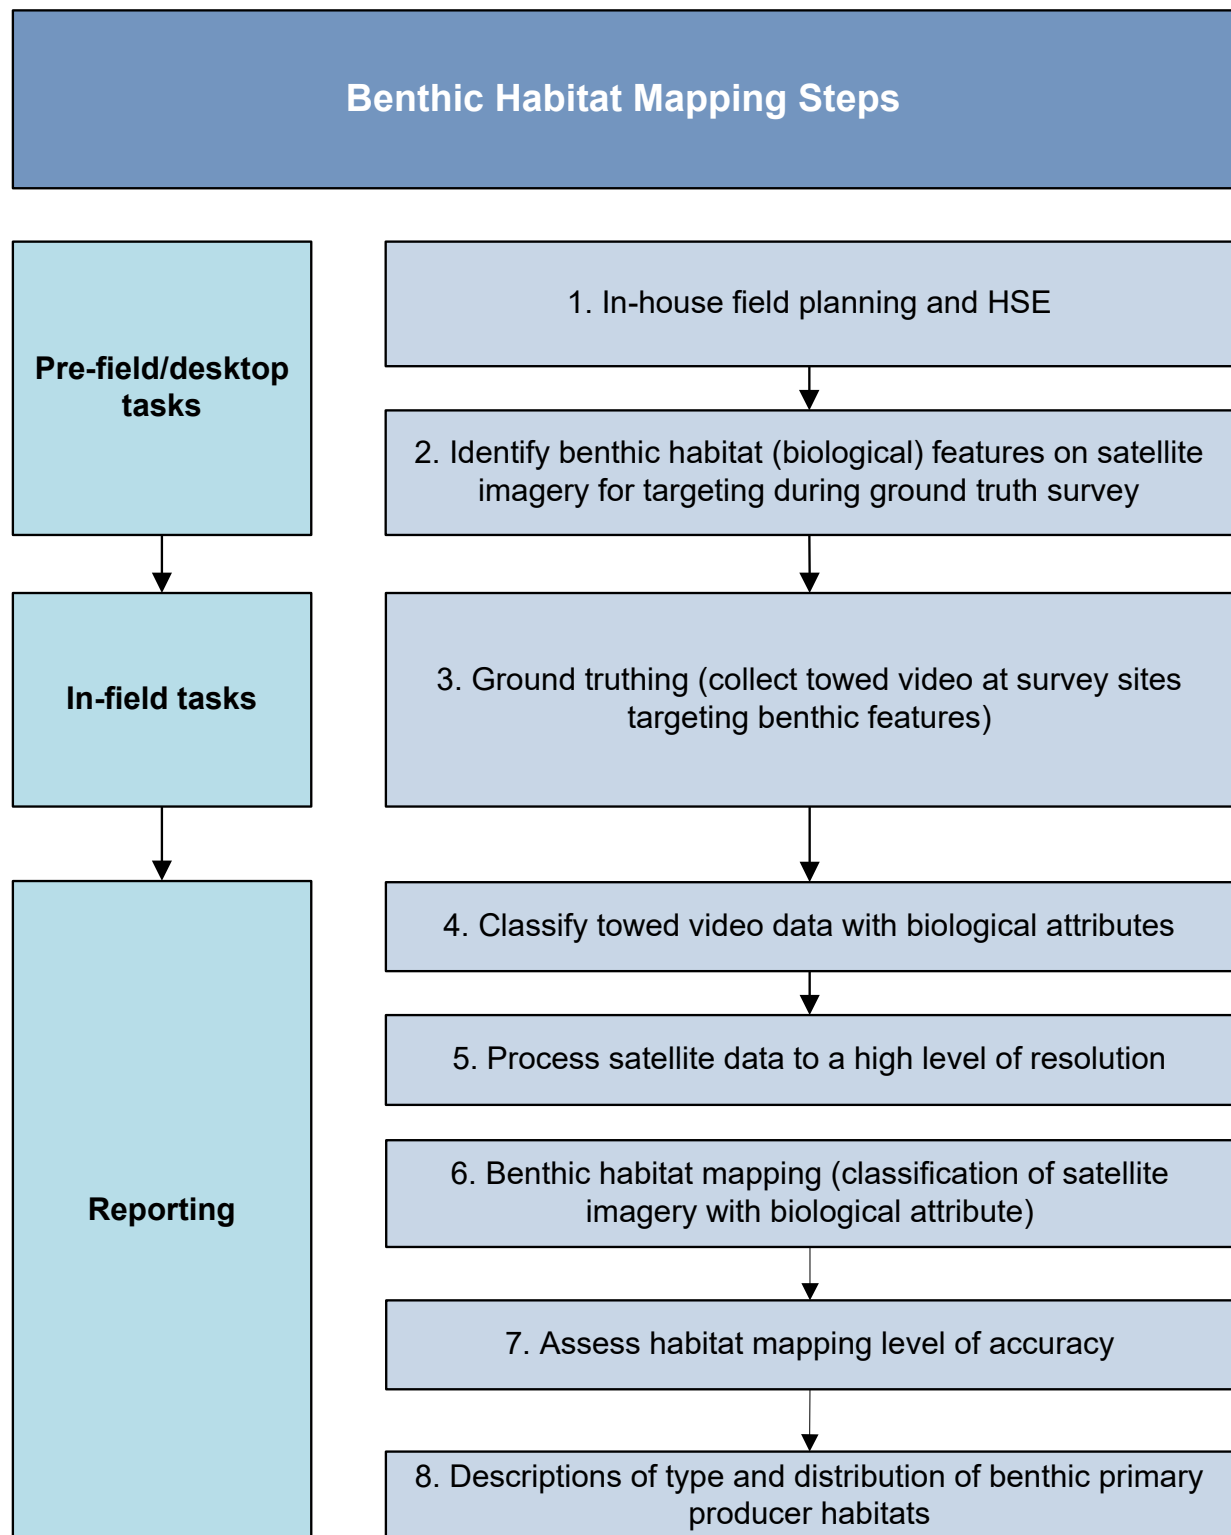 Benthic Habitat Mapping Steps
Pre-field/desktop
tasks
1. In-house field planning and HSE
2. Identify benthic habitat (biological) features on satellite
imagery for targeting during ground truth survey
In-field tasks
3. Ground truthing (collect towed video at survey sites
targeting benthic features)
Reporting
4. Classify towed video data with biological attributes
5. Process satellite data to a high level of resolution
6. Benthic habitat mapping (classification of satellite
imagery with biological attribute)
7. Assess habitat mapping level of accuracy
8. Descriptions of type and distribution of benthic primary
producer habitats